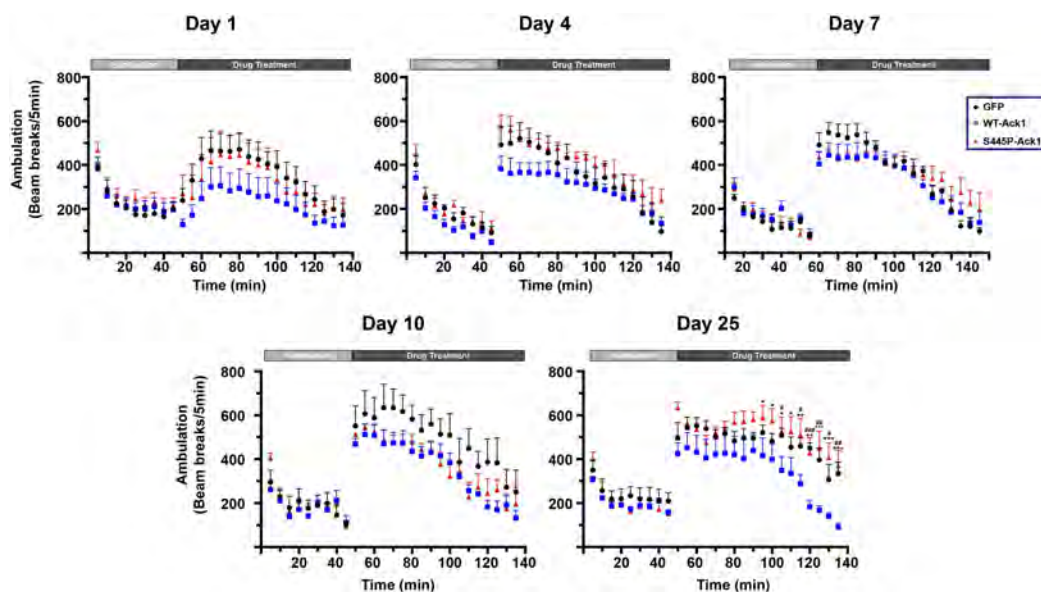 Day 1
Day 4
Day 7
Drug Treatment
Drug Treatment
Drug Treatment
Ambulation
(Beam breaks/5min)
800
600
400
200
20 40 60 80 100 120 140
Time (min)
800
600
400
200
20 40 60 80 100 120 140
Time (min)
800
600
400
200
20 40 60 80 100 120 140
Time (min)
GFP
WT-Ack1
S445P-Ack1
Day 10
Day 25
Drug Treatment
Drug Treatment
Ambulation
(Beam breaks/5min)
800
600
400
200
20 40 60 80 100 120 140
Time (min)
800
600
400
200
20 40 60 80 100 120 140
Time (min)